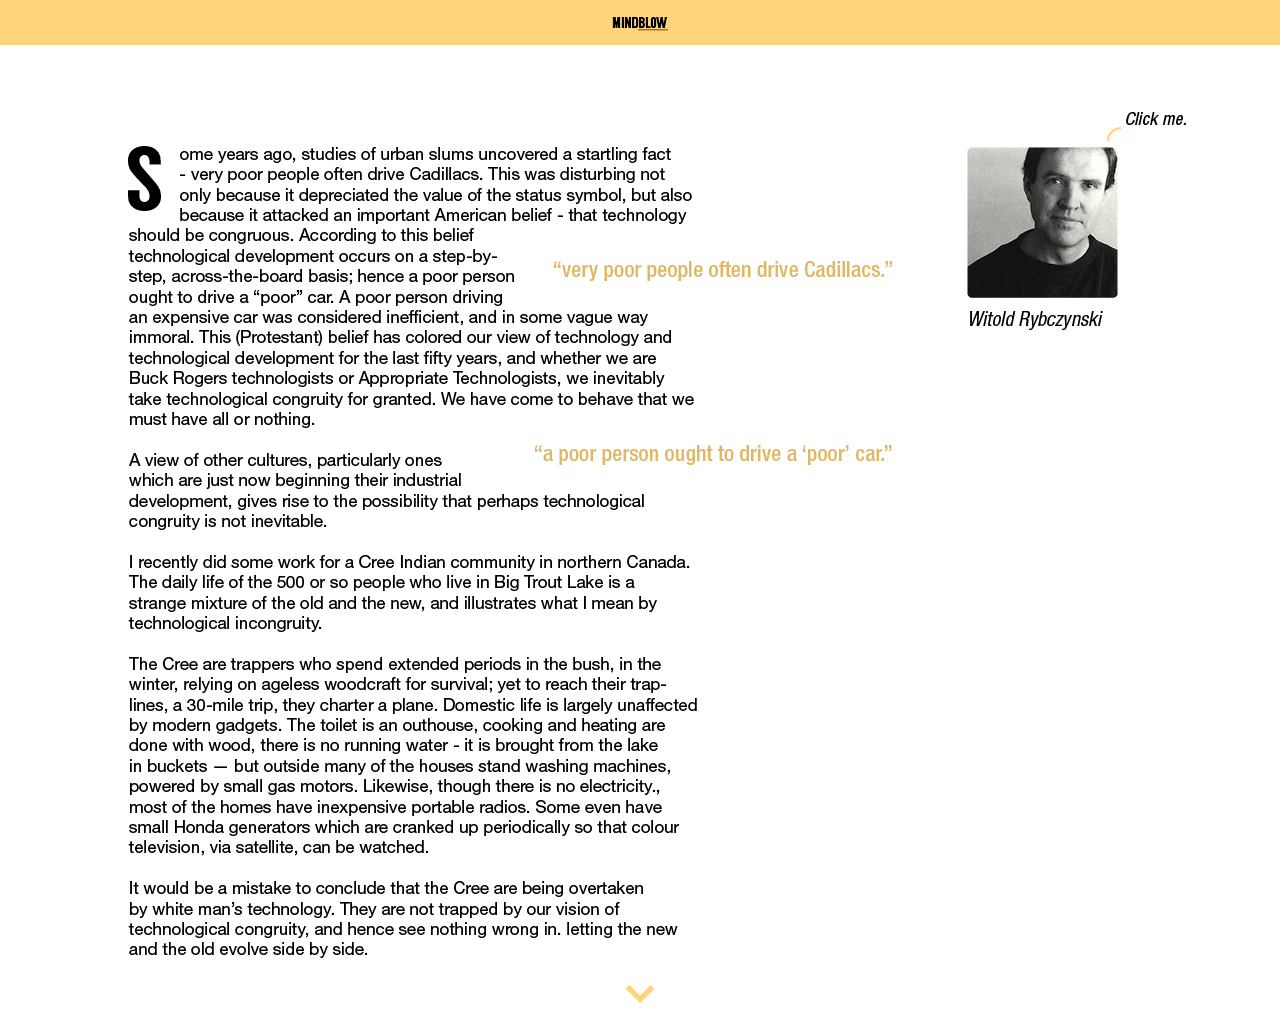 MINDBLOW
Click me.
Some years ago, studies of urban slums uncovered a startling fact
- very poor people often drive Cadillacs. This was disturbing not
only because it depreciated the value of the status symbol, but also
because it attacked an important American belief - that technology
should be congruous. According to this belief
technological development occurs on a step-by-
step, across-the-board basis; hence a poor person
ought to drive a “poor” car. A poor person driving
an expensive car was considered inefficient, and in some vague way
immoral. This (Protestant) belief has colored our view of technology and
technological development for the last fifty years, and whether we are
Buck Rogers technologists or Appropriate Technologists, we inevitably
take technological congruity for granted. We have come to behave that we
must have all or nothing.
“very poor people often drive Cadillacs.”
Witold Rybczynski
A view of other cultures, particularly ones
which are just now beginning their industrial
development, gives rise to the possibility that perhaps technological
congruity is not inevitable.
“a poor person ought to drive a ‘poor’ car.”
I recently did some work for a Cree Indian community in northern Canada.
The daily life of the 500 or so people who live in Big Trout Lake is a
strange mixture of the old and the new, and illustrates what I mean by
technological incongruity.
The Cree are trappers who spend extended periods in the bush, in the
winter, relying on ageless woodcraft for survival; yet to reach their trap-
lines, a 30-mile trip, they charter a plane. Domestic life is largely unaffected
by modern gadgets. The toilet is an outhouse, cooking and heating are
done with wood, there is no running water - it is brought from the lake
in buckets — but outside many of the houses stand washing machines,
powered by small gas motors. Likewise, though there is no electricity.,
most of the homes have inexpensive portable radios. Some even have
small Honda generators which are cranked up periodically so that colour
television, via satellite, can be watched.
It would be a mistake to conclude that the Cree are being overtaken
by white man’s technology. They are not trapped by our vision of
technological congruity, and hence see nothing wrong in. letting the new
and the old evolve side by side.